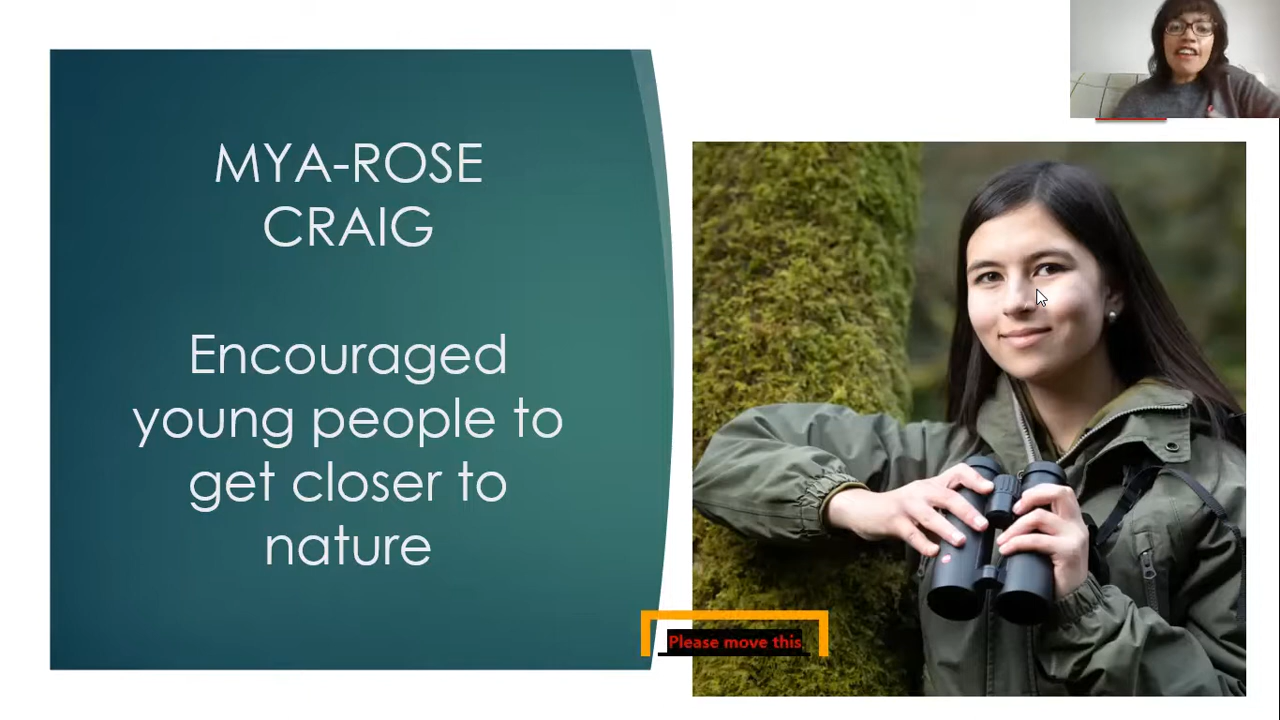 MYA-ROSE
CRAIG
Encouraged
young people to
get closer to
nature
Please move this